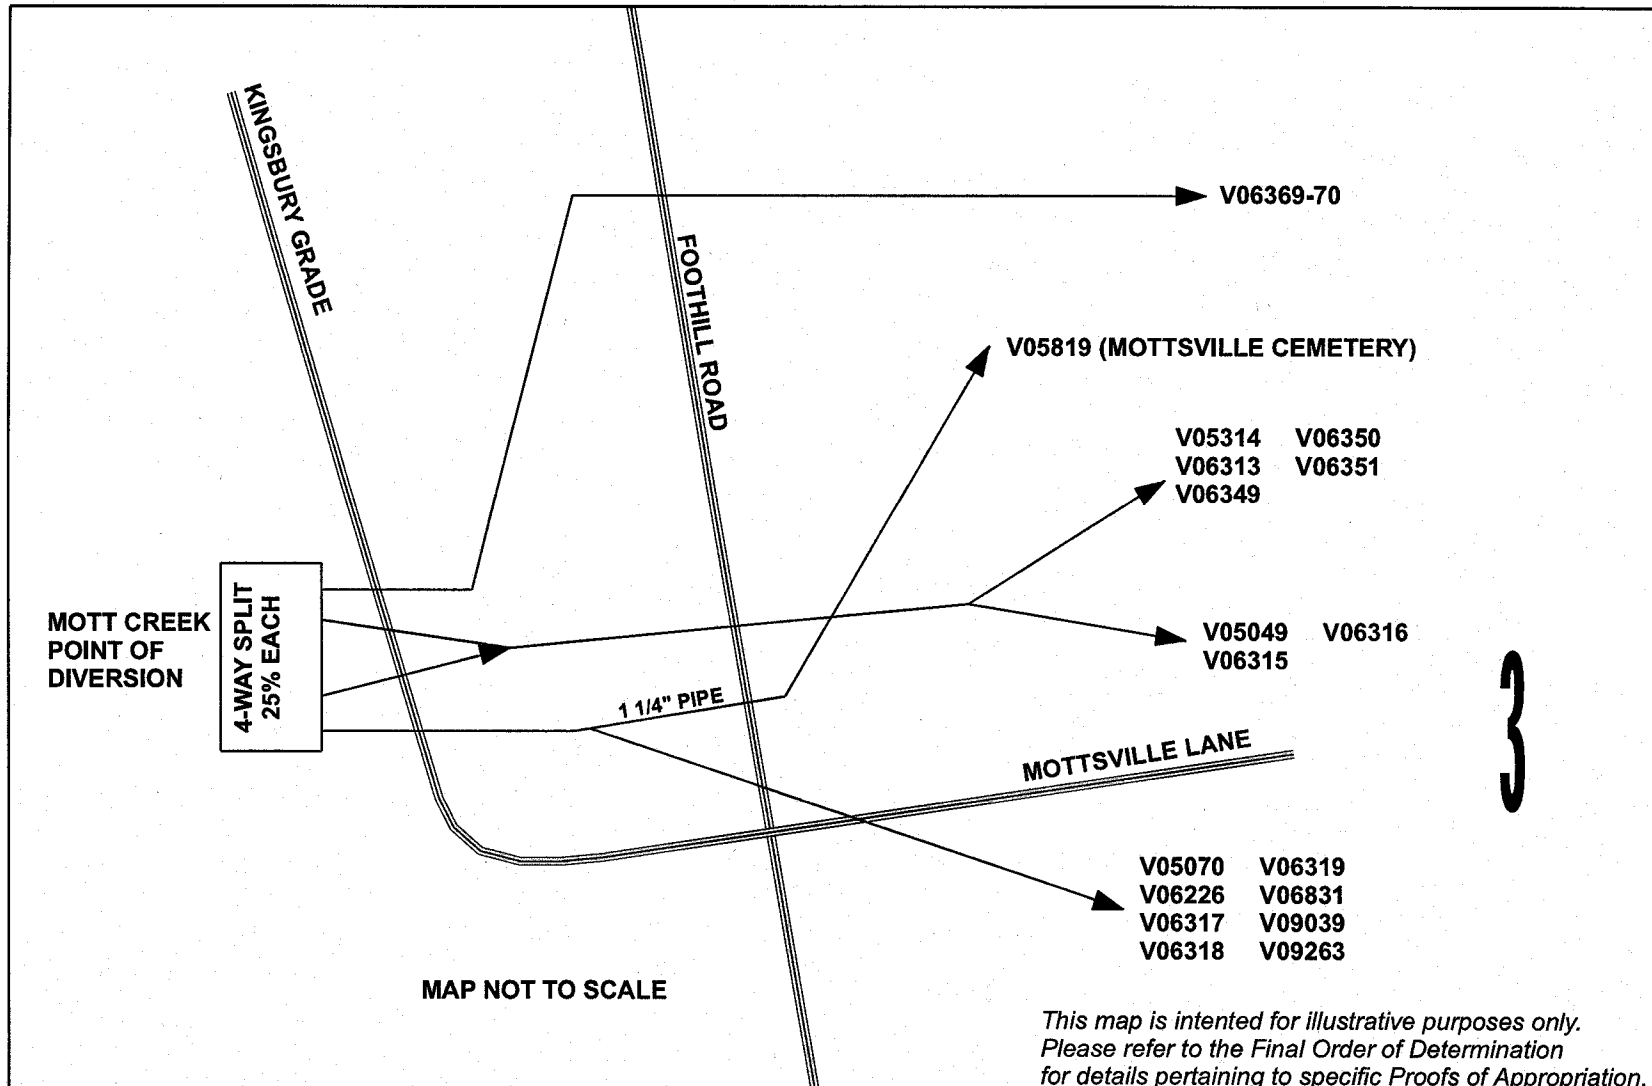 KINGSBURY GRADE
FOOTHILL ROAD
V06369-70
V05819 (MOTTSVILLE CEMETERY)
V05314 V06350
V06313 V06351
V06349
MOTT CREEK
POINT OF
DIVERSION
4-WAY SPLIT
25% EACH
V05049 V06316
V06315
1 1/4" PIPE
MOTTSVILLE LANE
3
V05070 V06319
V06226 V06831
V06317 V09039
V06318 V09263
MAP NOT TO SCALE
This map is intented for illustrative purposes only.
Please refer to the Final Order of Determination
for details pertaining to specific Proofs of Appropriation.